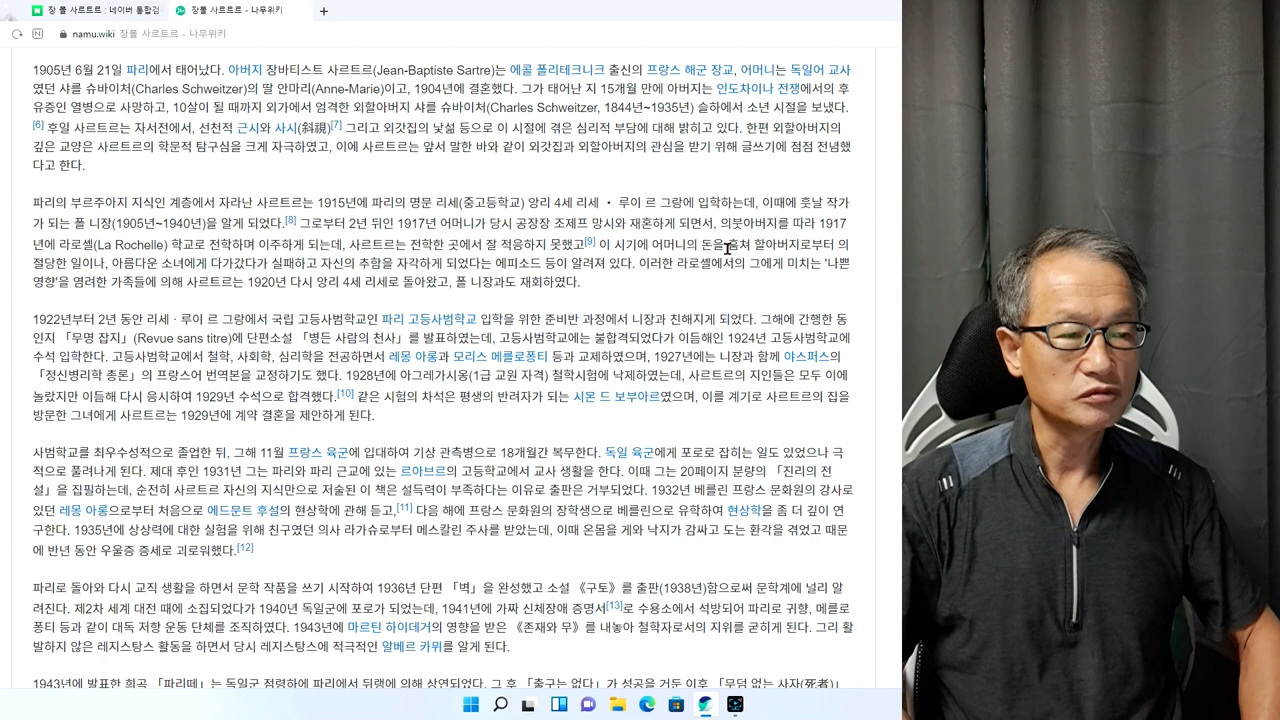 장 폴 사르트르 : 네이버 통합검색
장 폴 사르트르 - 나무위키
namu.wiki 장폴 사르트르 - 나무위키
1905년 6월 21일 파리에서 태어났다. 아버지 장바티스트 사르트르(Jean-Baptiste Sartre)는 에콜 폴리테크니크 출신의 프랑스 해군 장교, 어머니는 독일어 교사
였던 샤를 슈바이처(Charles Schweitzer)의 딸 안마리(Anne-Marie)이고, 1904년에 결혼했다. 그가 태어난 지 15개월 만에 아버지는 인도차이나 전쟁에서의 후
유증인 열병으로 사망하고, 10살이 될 때까지 외가에서 엄격한 외할아버지 샤를 슈바이처(Charles Schweitzer, 1844년~1935년) 슬하에서 소년 시절을 보냈다.
[6] 후일 사르트르는 자서전에서, 선천적 근시와 사시(斜視)[7] 그리고 외갓집의 낯섦 등으로 이 시절에 겪은 심리적 부담에 대해 밝히고 있다. 한편 외할아버지의
깊은 교양은 사르트르의 학문적 탐구심을 크게 자극하였고, 이에 사르트르는 앞서 말한 바와 같이 외갓집과 외할아버지의 관심을 받기 위해 글쓰기에 점점 전념했
다고 한다.
파리의 부르주아지 지식인 계층에서 자라난 사르트르는 1915년에 파리의 명문 리세(중고등학교) 앙리 4세 리세 · 루이 르 그랑에 입학하는데, 이때에 훗날 작가
가 되는 폴 니장(1905년~1940년)을 알게 되었다.[8] 그로부터 2년 뒤인 1917년 어머니가 당시 공장장 조제프 망시와 재혼하게 되면서, 의붓아버지를 따라 1917
년에 라로셸(La Rochelle) 학교로 전학하며 이주하게 되는데, 사르트르는 전학한 곳에서 잘 적응하지 못했고[9] 이 시기에 어머니의 돈을 훔쳐 할아버지로부터 의
절당한 일이나, 아름다운 소녀에게 다가갔다가 실패하고 자신의 추함을 자각하게 되었다는 에피소드 등이 알려져 있다. 이러한 라로셸에서의 그에게 미치는 '나쁜
영향'을 염려한 가족들에 의해 사르트르는 1920년 다시 앙리 4세 리세로 돌아왔고, 폴 니장과도 재회하였다.
1922년부터 2년 동안 리세 · 루이 르 그랑에서 국립 고등사범학교인 파리 고등사범학교 입학을 위한 준비반 과정에서 니장과 친해지게 되었다. 그해에 간행한 동
인지 「무명 잡지」(Revue sans titre)에 단편소설 「병든 사람의 천사」를 발표하였는데, 고등사범학교에는 불합격되었다가 이듬해인 1924년 고등사범학교에
수석 입학한다. 고등사범학교에서 철학, 사회학, 심리학을 전공하면서 레몽 아롱과 모리스 메를로퐁티 등과 교제하였으며, 1927년에는 니장과 함께 야스퍼스의
「정신병리학 총론」의 프랑스어 번역본을 교정하기도 했다. 1928년에 아그레가시옹(1급 교원 자격) 철학시험에 낙제하였는데, 사르트르의 지인들은 모두 이에
놀랐지만 이듬해 다시 응시하여 1929년 수석으로 합격했다.[10] 같은 시험의 차석은 평생의 반려자가 되는 시몬 드 보부아르였으며, 이를 계기로 사르트르의 집을
방문한 그녀에게 사르트르는 1929년에 계약 결혼을 제안하게 된다.
사범학교를 최우수성적으로 졸업한 뒤, 그해 11월 프랑스 육군에 입대하여 기상 관측병으로 18개월간 복무한다. 독일 육군에게 포로로 잡히는 일도 있었으나 극
적으로 풀려나게 된다. 제대 후인 1931년 그는 파리와 파리 근교에 있는 르아브르의 고등학교에서 교사 생활을 한다. 이때 그는 20페이지 분량의 「진리의 전
설」을 집필하는데, 순전히 사르트르 자신의 지식만으로 저술된 이 책은 설득력이 부족하다는 이유로 출판은 거부되었다. 1932년 베를린 프랑스 문화원의 강사로
있던 레몽 아롱으로부터 처음으로 에드문트 후설의 현상학에 관해 듣고,[11] 다음 해에 프랑스 문화원의 장학생으로 베를린으로 유학하여 현상학을 좀 더 깊이 연
구한다. 1935년에 상상력에 대한 실험을 위해 친구였던 의사 라가슈로부터 메스칼린 주사를 받았는데, 이때 온몸을 게와 낙지가 감싸고 도는 환각을 겪었고 때문
에 반년 동안 우울증 증세로 괴로워했다.[12]
파리로 돌아와 다시 교직 생활을 하면서 문학 작품을 쓰기 시작하여 1936년 단편 「벽」을 완성했고 소설 《구토》를 출판(1938년)함으로써 문학계에 널리 알
려진다. 제2차 세계 대전 때에 소집되었다가 1940년 독일군에 포로가 되었는데, 1941년에 가짜 신체장애 증명서[13]로 수용소에서 석방되어 파리로 귀향, 메를로
퐁티 등과 같이 대독 저항 운동 단체를 조직하였다. 1943년에 마르틴 하이데거의 영향을 받은 《존재와 무》를 내놓아 철학자로서의 지위를 굳히게 된다. 그리 활
발하지 않은 레지스탕스 활동을 하면서 당시 레지스탕스에 적극적인 알베르 카뮈를 알게 된다.
1943년에 발표한 희곡 「파리떼」는 독일군 점령하에 파리에서 뒤랭에 의해 상연되었다. 그 후 「출구는 없다」가 성공을 거둔 이후 「무덤 없는 사자(死者)」